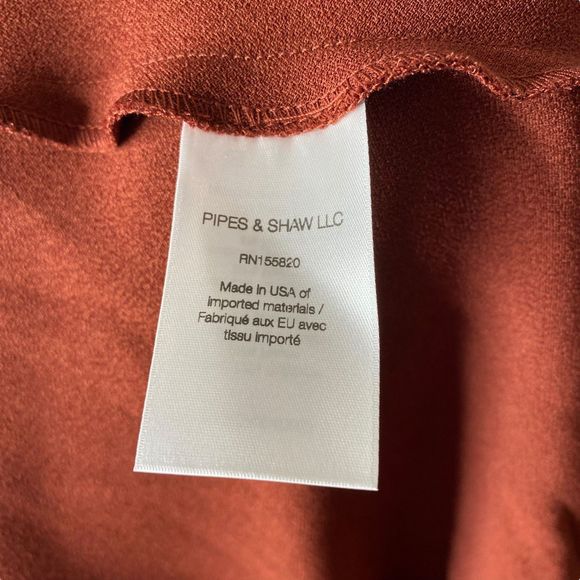 PIPES & SHAW LLC
RN155820
Made in USA of
imported materials /
Fabriqué aux EU avec
tissu importé